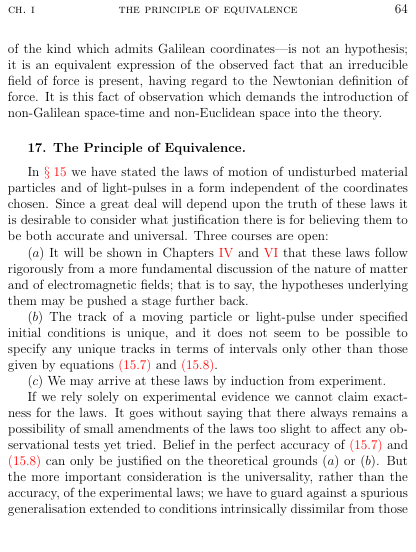 CH. I THE PRINCIPLE OF EQUIVALENCE 64
of the kind which admits Galilean coordinates—is not an hypothesis;
it is an equivalent expression of the observed fact that an irreducible
field of force is present, having regard to the Newtonian definition of
force. It is this fact of observation which demands the introduction of
non-Galilean space-time and non-Euclidean space into the theory.
17. The Principle of Equivalence.
In § 15 we have stated the laws of motion of undisturbed material
particles and of light-pulses in a form independent of the coordinates
chosen. Since a great deal will depend upon the truth of these laws it
is desirable to consider what justification there is for believing them to
be both accurate and universal. Three courses are open:
(a) It will be shown in Chapters IV and VI that these laws follow
rigorously from a more fundamental discussion of the nature of matter
and of electromagnetic fields; that is to say, the hypotheses underlying
them may be pushed a stage further back.
(b) The track of a moving particle or light-pulse under specified
initial conditions is unique, and it does not seem to be possible to
specify any unique tracks in terms of intervals only other than those
given by equations (15.7) and (15.8).
(c) We may arrive at these laws by induction from experiment.
If we rely solely on experimental evidence we cannot claim exact-
ness for the laws. It goes without saying that there always remains a
possibility of small amendments of the laws too slight to affect any ob-
servational tests yet tried. Belief in the perfect accuracy of (15.7) and
(15.8) can only be justified on the theoretical grounds (a) or (b). But
the more important consideration is the universality, rather than the
accuracy, of the experimental laws; we have to guard against a spurious
generalisation extended to conditions intrinsically dissimilar from those